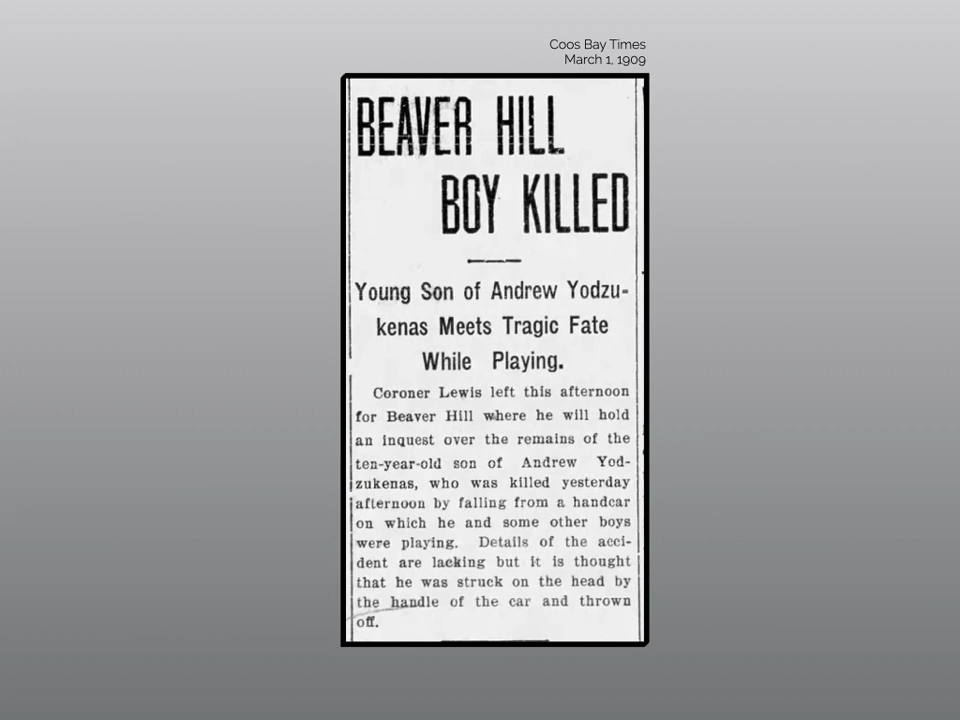 Coos Bay Times
March 1, 1909
BEAVER HILL
BOY KILLED
Young Son of Andrew Yodzu-
kenas Meets Tragic Fate
While Playing.
Coroner Lewis left this afternoon
for Beaver Hill where he will hold
an inquest over the remains of the
ten-year-old son of Andrew Yod-
zukenas, who was killed yesterday
afternoon by falling from a handcar
on which he and some other boys
were playing. Details of the acci-
dent are lacking but it is thought
that he was struck on the head by
the handle of the car and thrown
off.